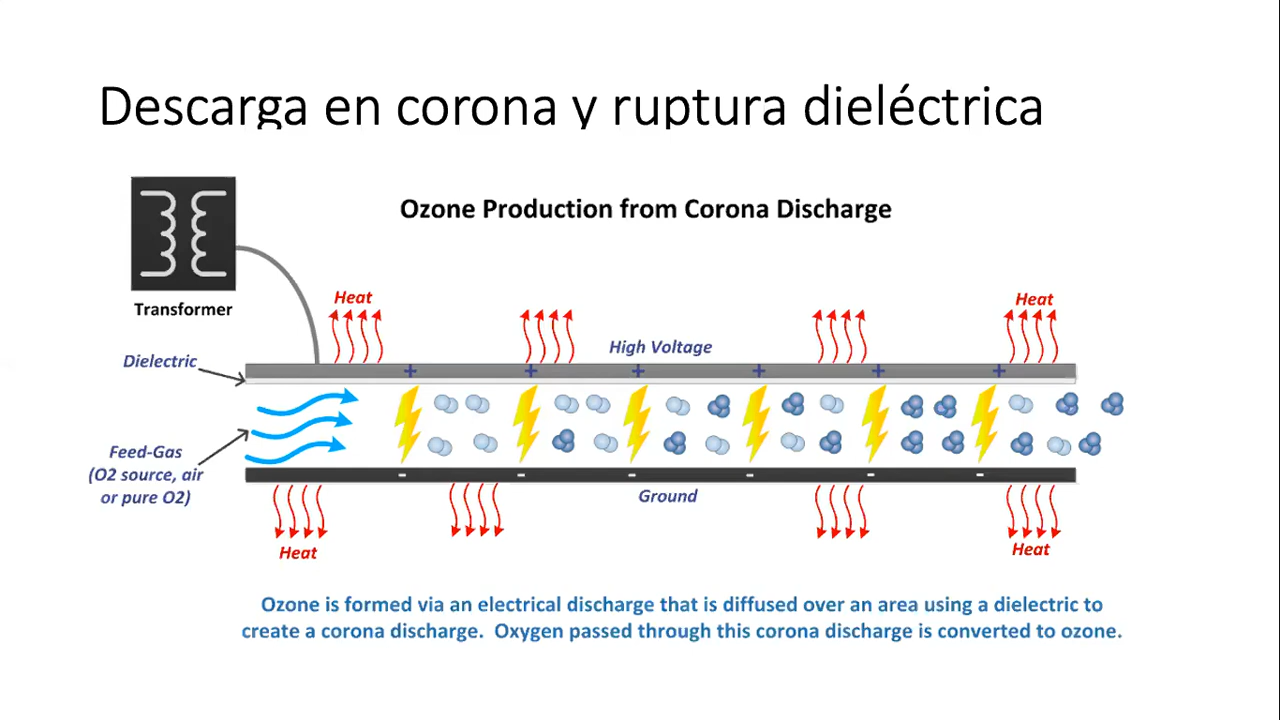 Descarga en corona y ruptura dieléctrica
Ozone Production from Corona Discharge
Transformer
Heat
Heat
High Voltage
Dielectric
+ + + + + +
Feed-Gas
(O2 source, air
or pure O2)
- - - - - -
Ground
Heat
Heat
Ozone is formed via an electrical discharge that is diffused over an area using a dielectric to
create a corona discharge. Oxygen passed through this corona discharge is converted to ozone.